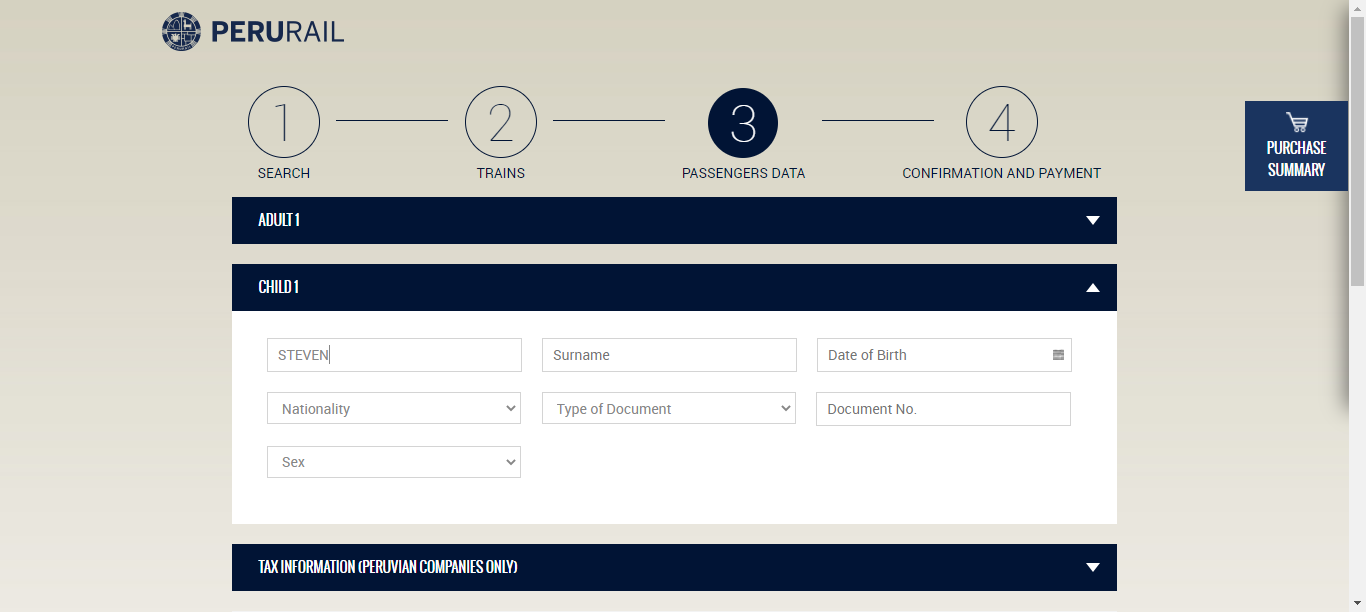 PERURAIL
1 2 3 4
SEARCH TRAINS PASSENGERS DATA CONFIRMATION AND PAYMENT
PURCHASE
SUMMARY
ADULT 1
CHILD 1
STEVEN Surname Date of Birth
Nationality Type of Document Document No.
Sex
TAX INFORMATION (PERUVIAN COMPANIES ONLY)